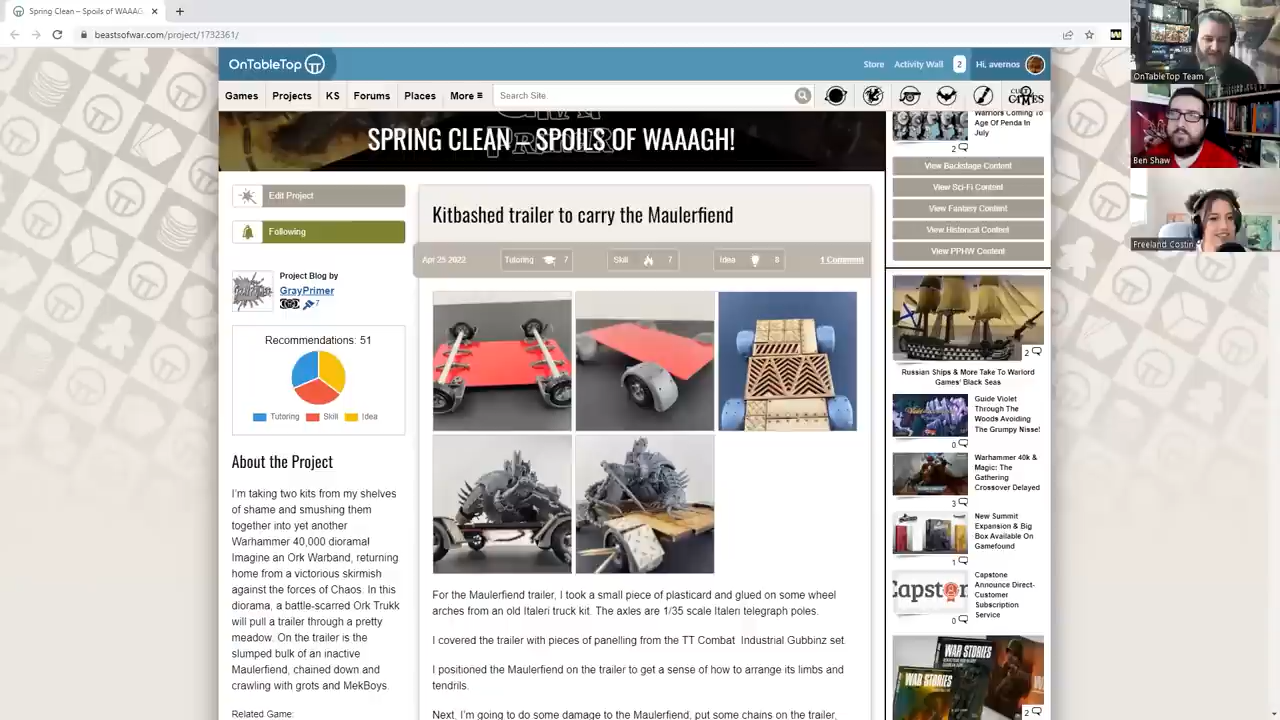 Spring Clean – Spoils of WAAAG
beastsofwar.com/project/1732361/
OnTableTop
Store
Activity Wall
2
Hi, avernos
Games
Projects
KS
Forums
Places
More
Search Site.
GAMES
SPRING CLEAN – SPOILS OF WAAAGH!
Edit Project
Following
Project Blog by
GrayPrimer
7
Recommendations: 51
Tutoring
Skill
Idea
About the Project
I'm taking two kits from my shelves
of shame and smushing them
together into yet another
Warhammer 40,000 diorama!
Imagine an Ork Warband, returning
home from a victorious skirmish
against the forces of Chaos. In this
diorama, a battle-scarred Ork Trukk
will pull a trailer through a pretty
meadow. On the trailer is the
slumped bulk of an inactive
Maulerfiend, chained down and
crawling with grots and MekBoys.
Related Game:
Kitbashed trailer to carry the Maulerfiend
Apr 25 2022
Tutoring 7
Skill 7
Idea 8
1 Comment
For the Maulerfiend trailer, I took a small piece of plasticard and glued on some wheel
arches from an old Italeri truck kit. The axles are 1/35 scale Italeri telegraph poles.
I covered the trailer with pieces of panelling from the TT Combat Industrial Gubbinz set.
I positioned the Maulerfiend on the trailer to get a sense of how to arrange its limbs and
tendrils.
Next, I'm going to do some damage to the Maulerfiend, put some chains on the trailer,
Warriors Coming To
Age Of Penda In
July
2
View Backstage Content
View Sci-Fi Content
View Fantasy Content
View Historical Content
View PPHW Content
2
Russian Ships & More Take To Warlord
Games' Black Seas
Guide Violet
Through The
Woods Avoiding
The Grumpy Nisse!
0
Warhammer 40k &
Magic: The
Gathering
Crossover Delayed
3
New Summit
Expansion & Big
Box Available On
Gamefound
1
Capstone
Announce Direct-
Customer
Subscription
Service
0
WAR STORIES
WAR STORIES
2
OnTableTop Team
Ben Shaw
Freeland Costin